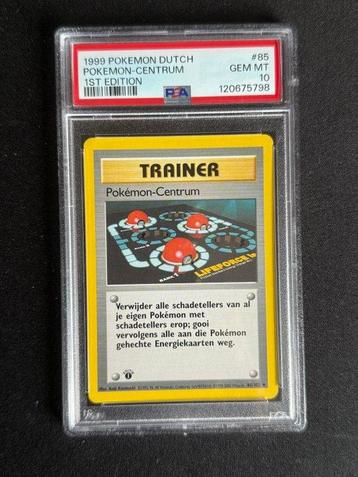 1999 POKEMON DUTCH #85
POKEMON-CENTRUM GEM MT
1ST EDITION 10
PSA 120675798
TRAINER
Pokémon-Centrum
LIFEFORCE
Verwijder alle schadetellers van al
je eigen Pokémon met
schadetellers erop; gooi
vervolgens alle aan die Pokémon
gehechte Energiekaarten weg.
1